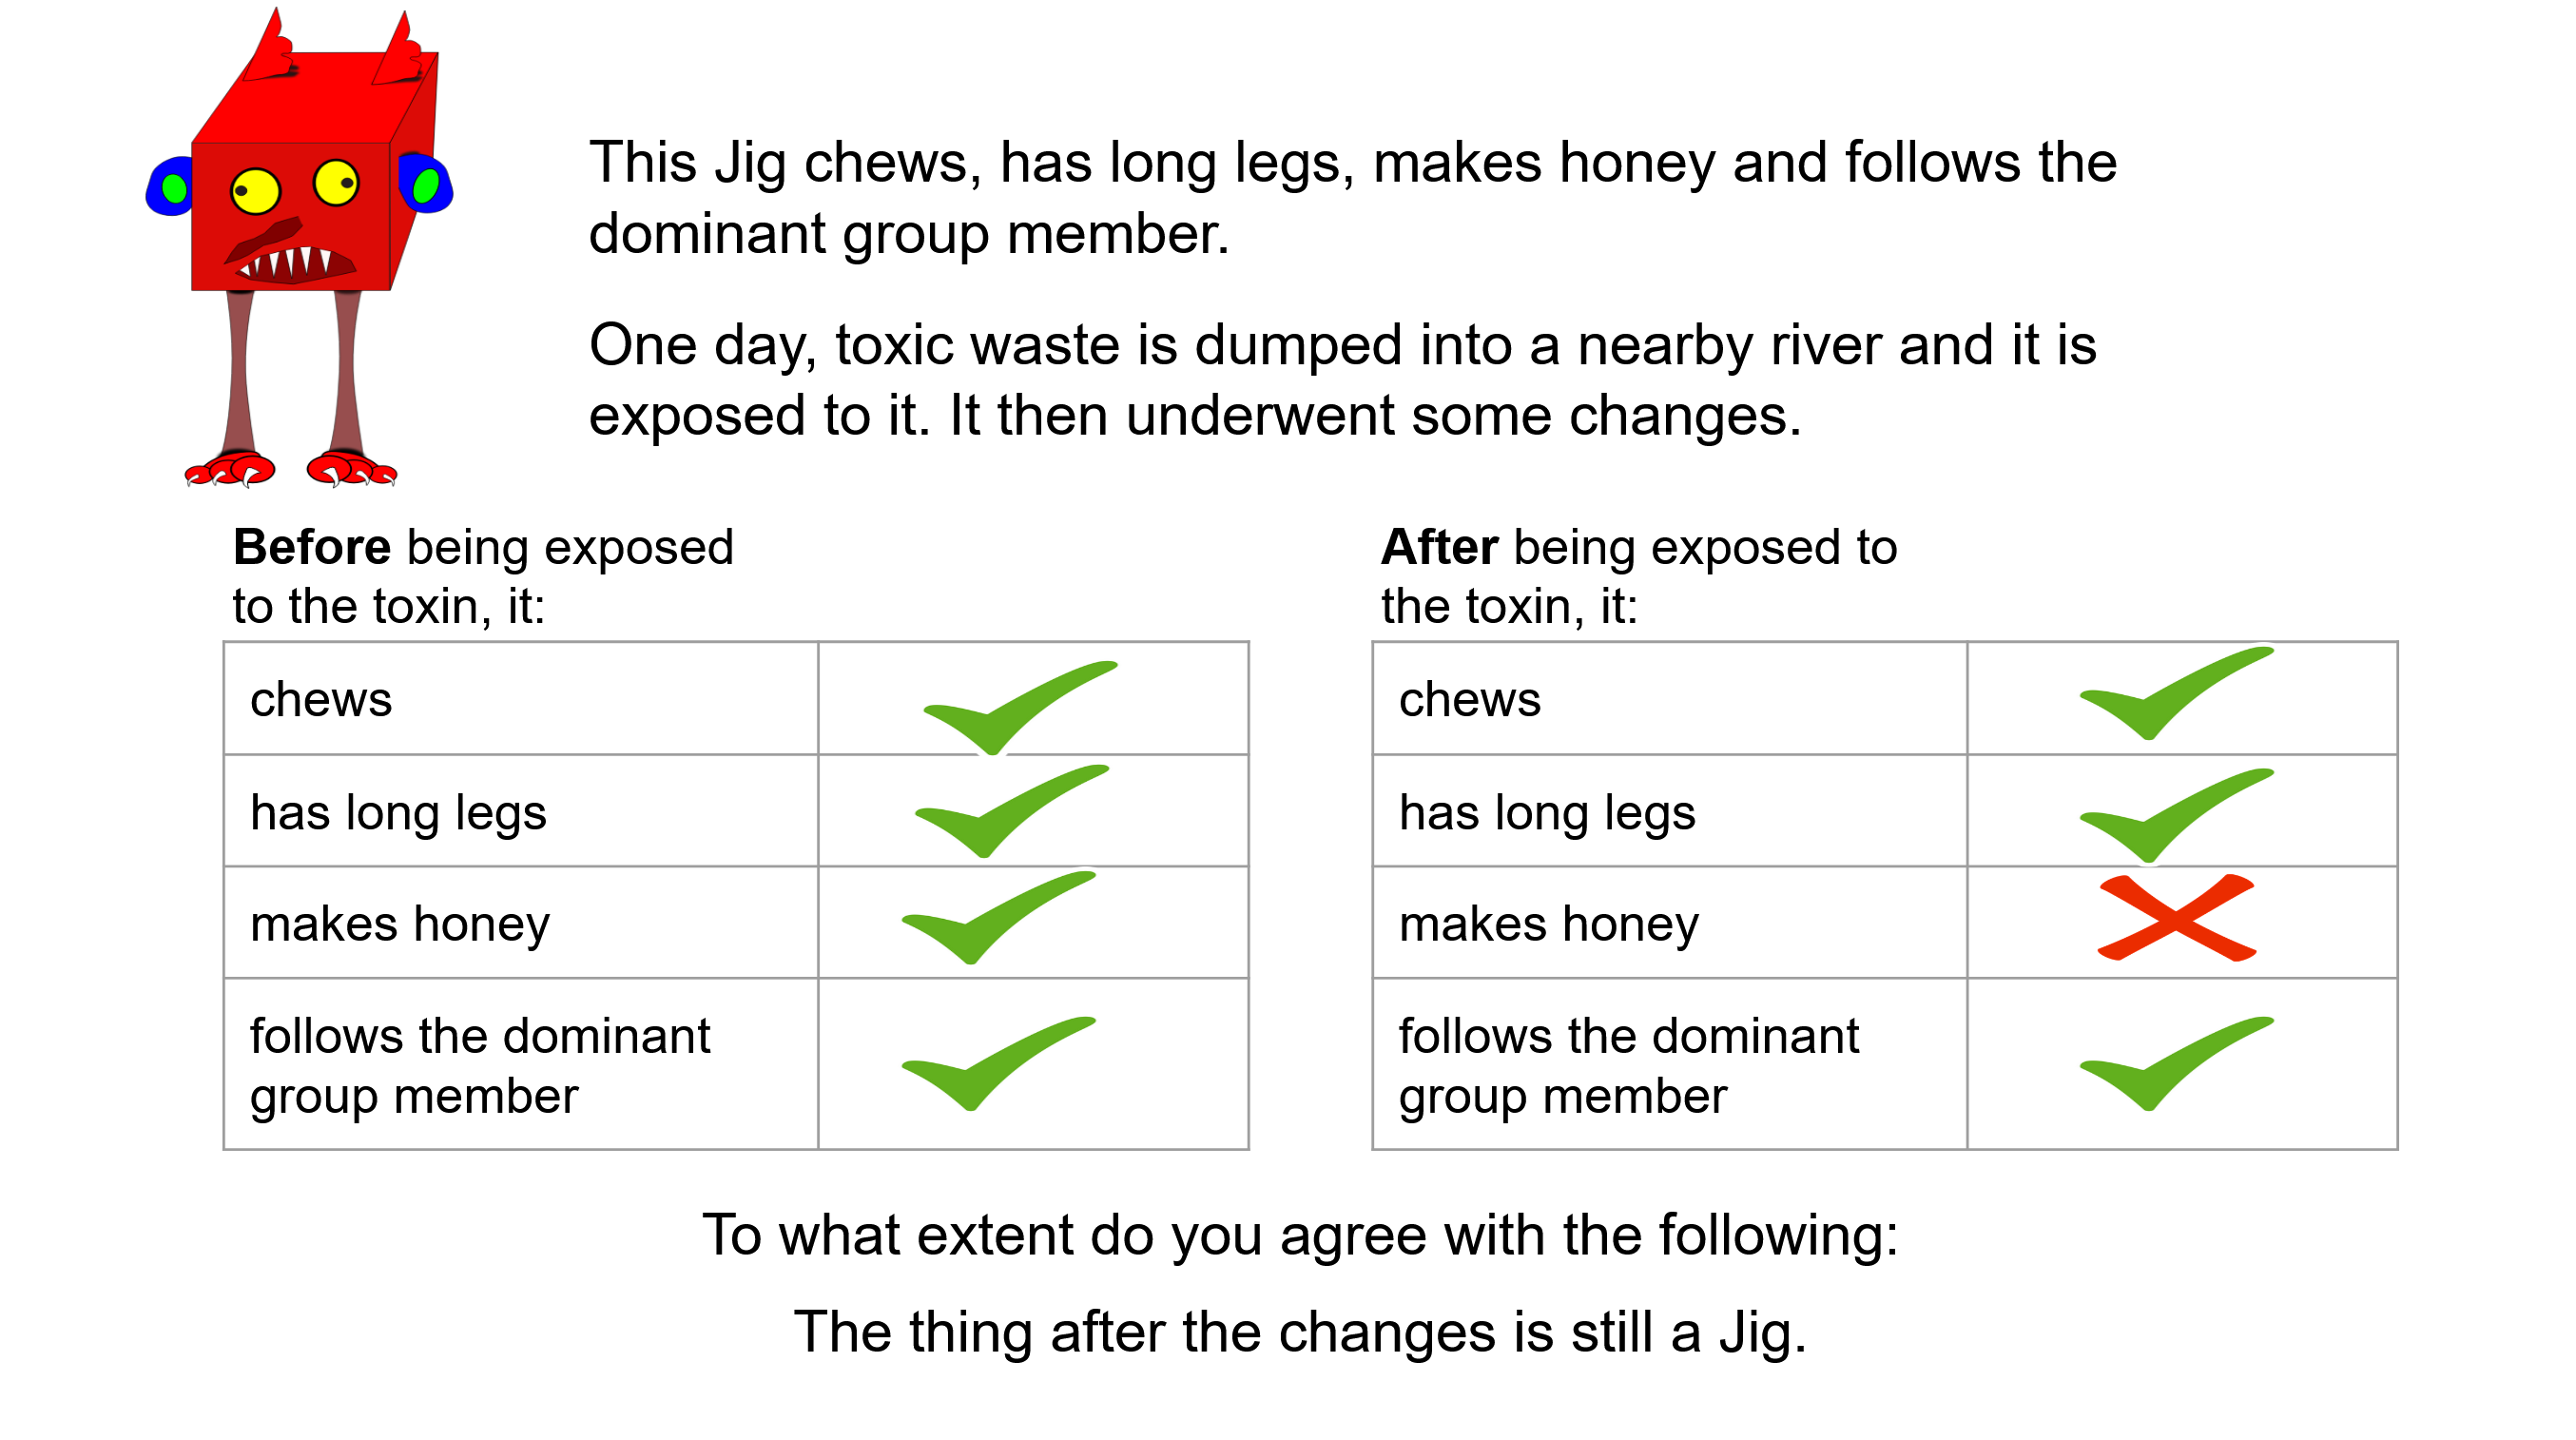 This Jig chews, has long legs, makes honey and follows the
dominant group member.
One day, toxic waste is dumped into a nearby river and it is
exposed to it. It then underwent some changes.
Before being exposed
to the toxin, it:
chews
has long legs
makes honey
follows the dominant
group member
After being exposed to
the toxin, it:
chews
has long legs
makes honey
follows the dominant
group member
To what extent do you agree with the following:
The thing after the changes is still a Jig.